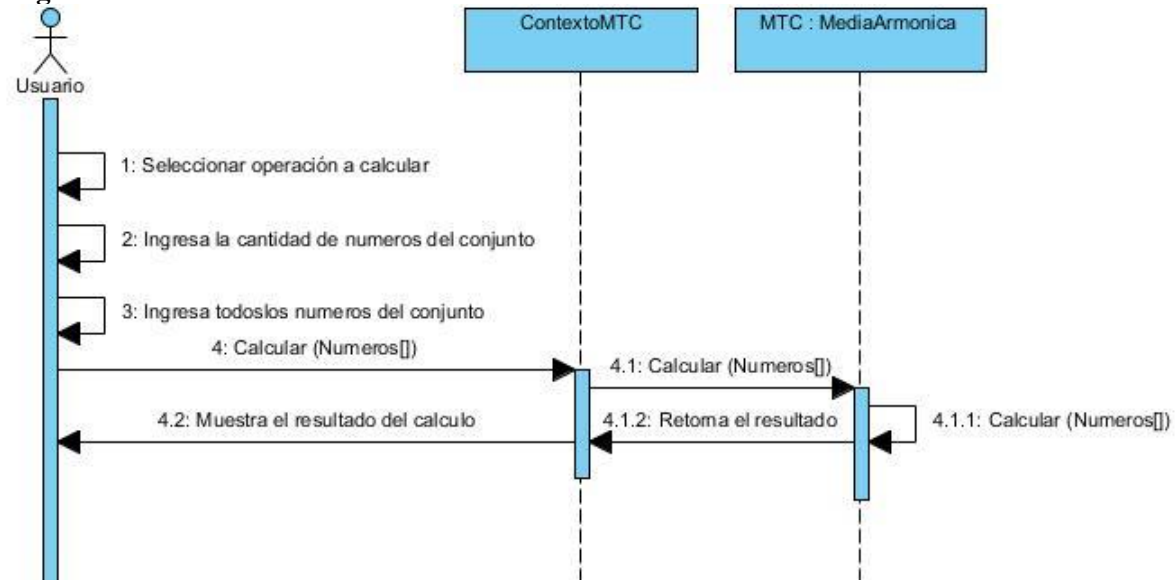 ContextoMTC
MTC : MediaArmonica
Usuario
1: Seleccionar operación a calcular
2: Ingresa la cantidad de numeros del conjunto
3: Ingresa todoslos numeros del conjunto
4: Calcular (Numeros[])
4.1: Calcular (Numeros[])
4.2: Muestra el resultado del calculo
4.1.2: Retorna el resultado
4.1.1: Calcular (Numeros[])